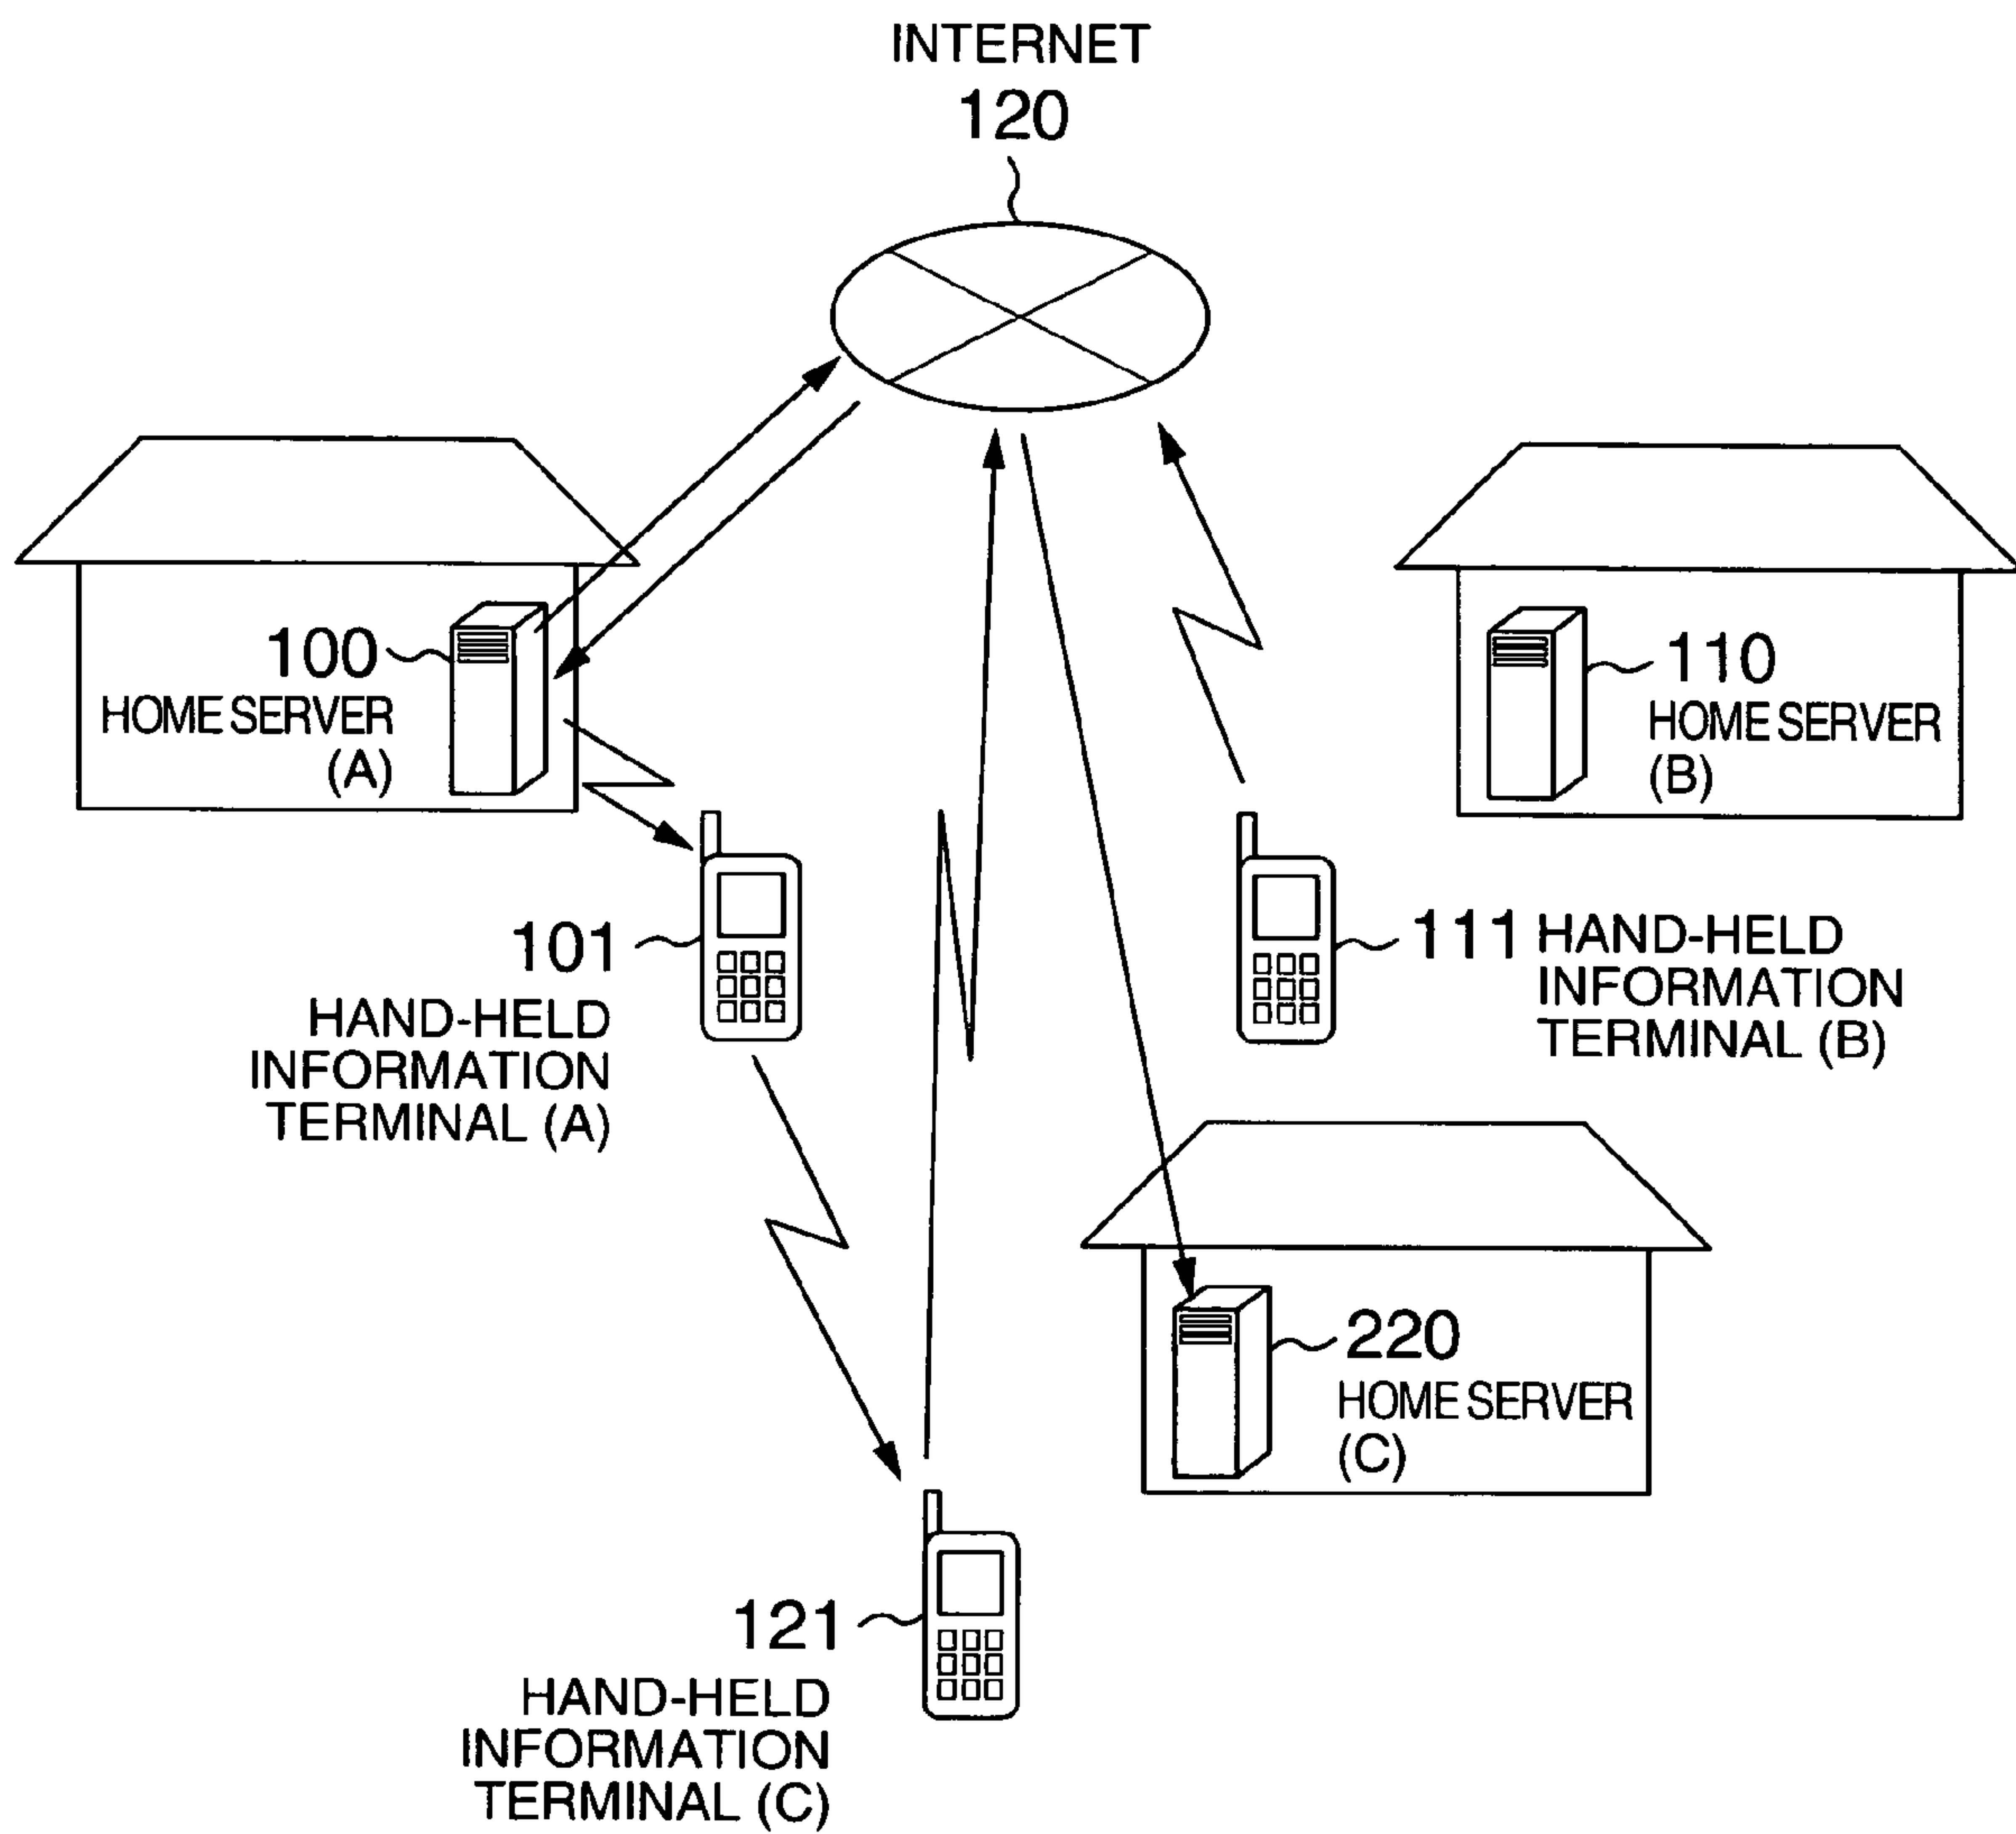 INTERNET
120
100
HOME SERVER
(A)
110
HOME SERVER
(B)
101
HAND-HELD
INFORMATION
TERMINAL (A)
111 HAND-HELD
INFORMATION
TERMINAL (B)
220
HOME SERVER
(C)
121
HAND-HELD
INFORMATION
TERMINAL (C)